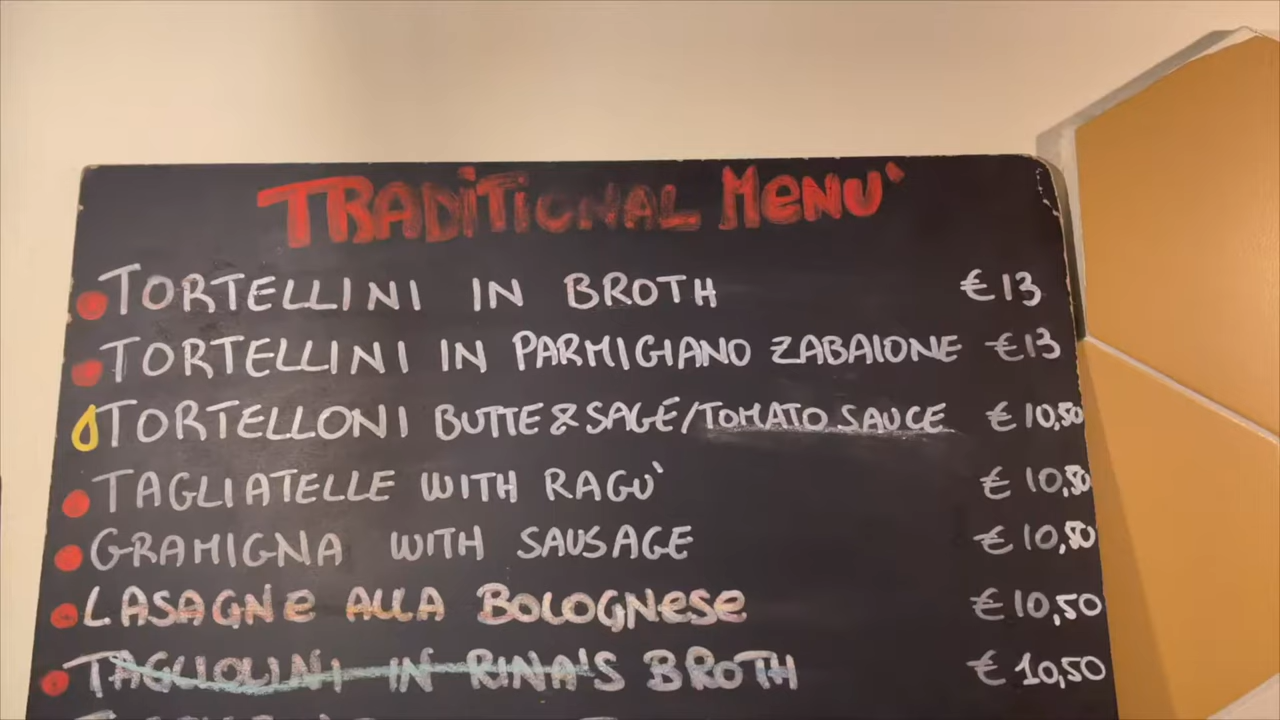 TRADITIONAL MENU'
TORTELLINI IN BROTH €13
TORTELLINI IN PARMIGIANO ZABAIONE €13
TORTELLONI BUTTE & SAGE/TOMATO SAUCE €10,50
TAGLIATELLE WITH RAGU' €10,50
GRAMIGNA WITH SAUSAGE €10,50
LASAGNE ALLA BOLOGNESE €10,50
TAGLIOLINI IN RINA'S BROTH €10,50